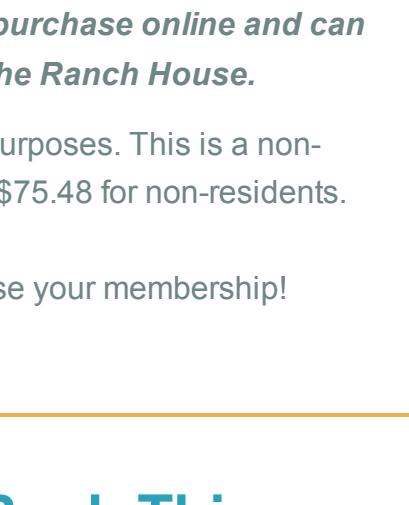 purchase online and can
he Ranch House.
urposes. This is a non-
$75.48 for non-residents.
se your membership!